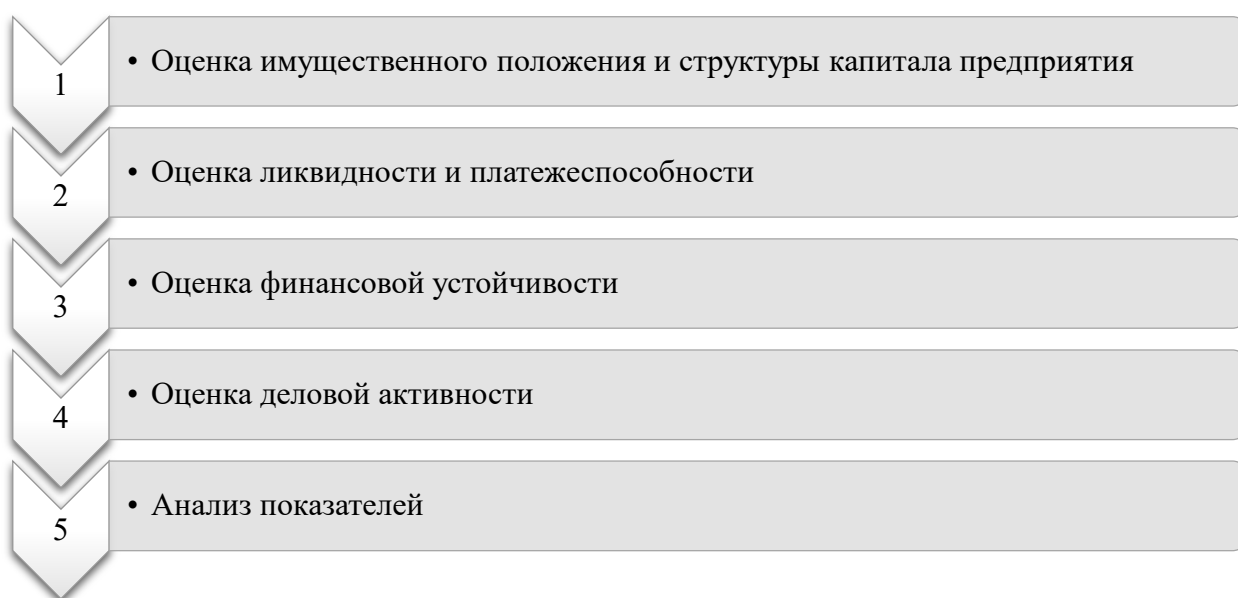 1
• Оценка имущественного положения и структуры капитала предприятия
2
• Оценка ликвидности и платежеспособности
3
• Оценка финансовой устойчивости
4
• Оценка деловой активности
5
• Анализ показателей